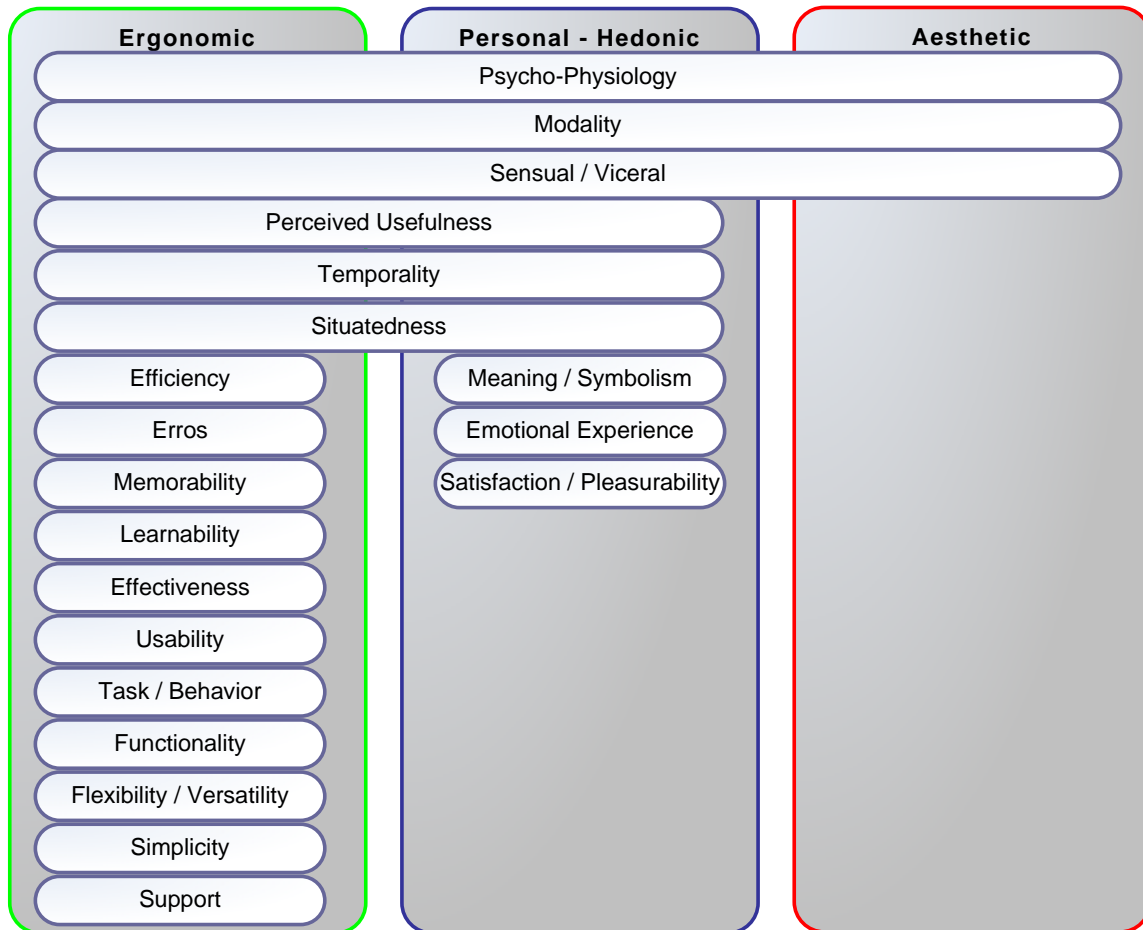 Ergonomic
Personal - Hedonic
Aesthetic
Psycho-Physiology
Modality
Sensual / Viceral
Perceived Usefulness
Temporality
Situatedness
Efficiency
Meaning / Symbolism
Erros
Emotional Experience
Memorability
Satisfaction / Pleasurability
Learnability
Effectiveness
Usability
Task / Behavior
Functionality
Flexibility / Versatility
Simplicity
Support